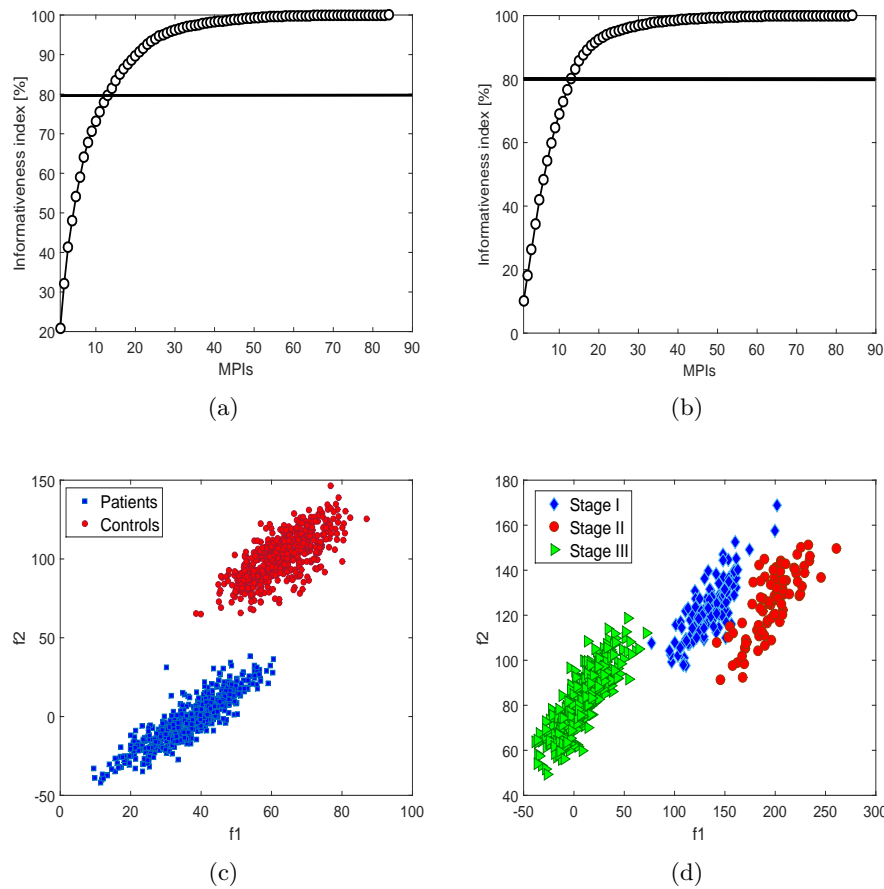 100
90
80
70
60
50
40
30
20
10 20 30 40 50 60 70 80 90
Informativeness index [%]
MPIs
(a)
100
80
60
40
20
0
10 20 30 40 50 60 70 80 90
Informativeness index [%]
MPIs
(b)
150
100
50
0
-50
0 20 40 60 80 100
f2
f1
Patients
Controls
(c)
180
160
140
120
100
80
60
40
-50 0 50 100 150 200 250 300
f2
f1
Stage I
Stage II
Stage III
(d)